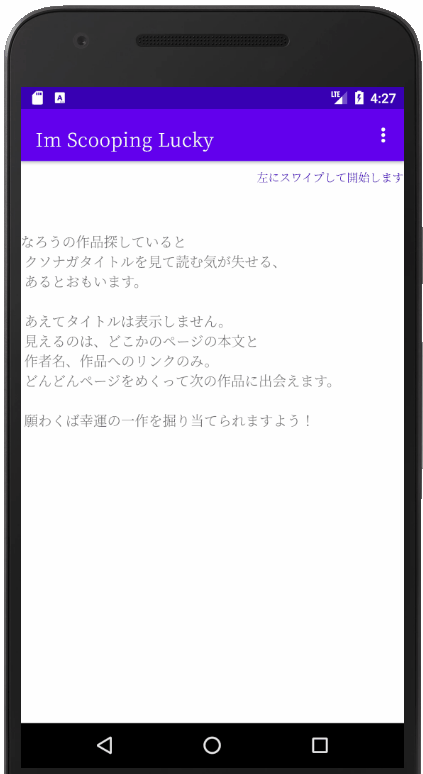 LTE 4:27
Im Scooping Lucky
左にスワイプして開始します
なろうの作品探していると
クソナガタイトルを見て読む気が失せる、
あるとおもいます。
あえてタイトルは表示しません。
見えるのは、どこかのページの本文と
作者名、作品へのリンクのみ。
どんどんページをめくって次の作品に出会えます。
願わくば幸運の一作を掘り当てられますよう！